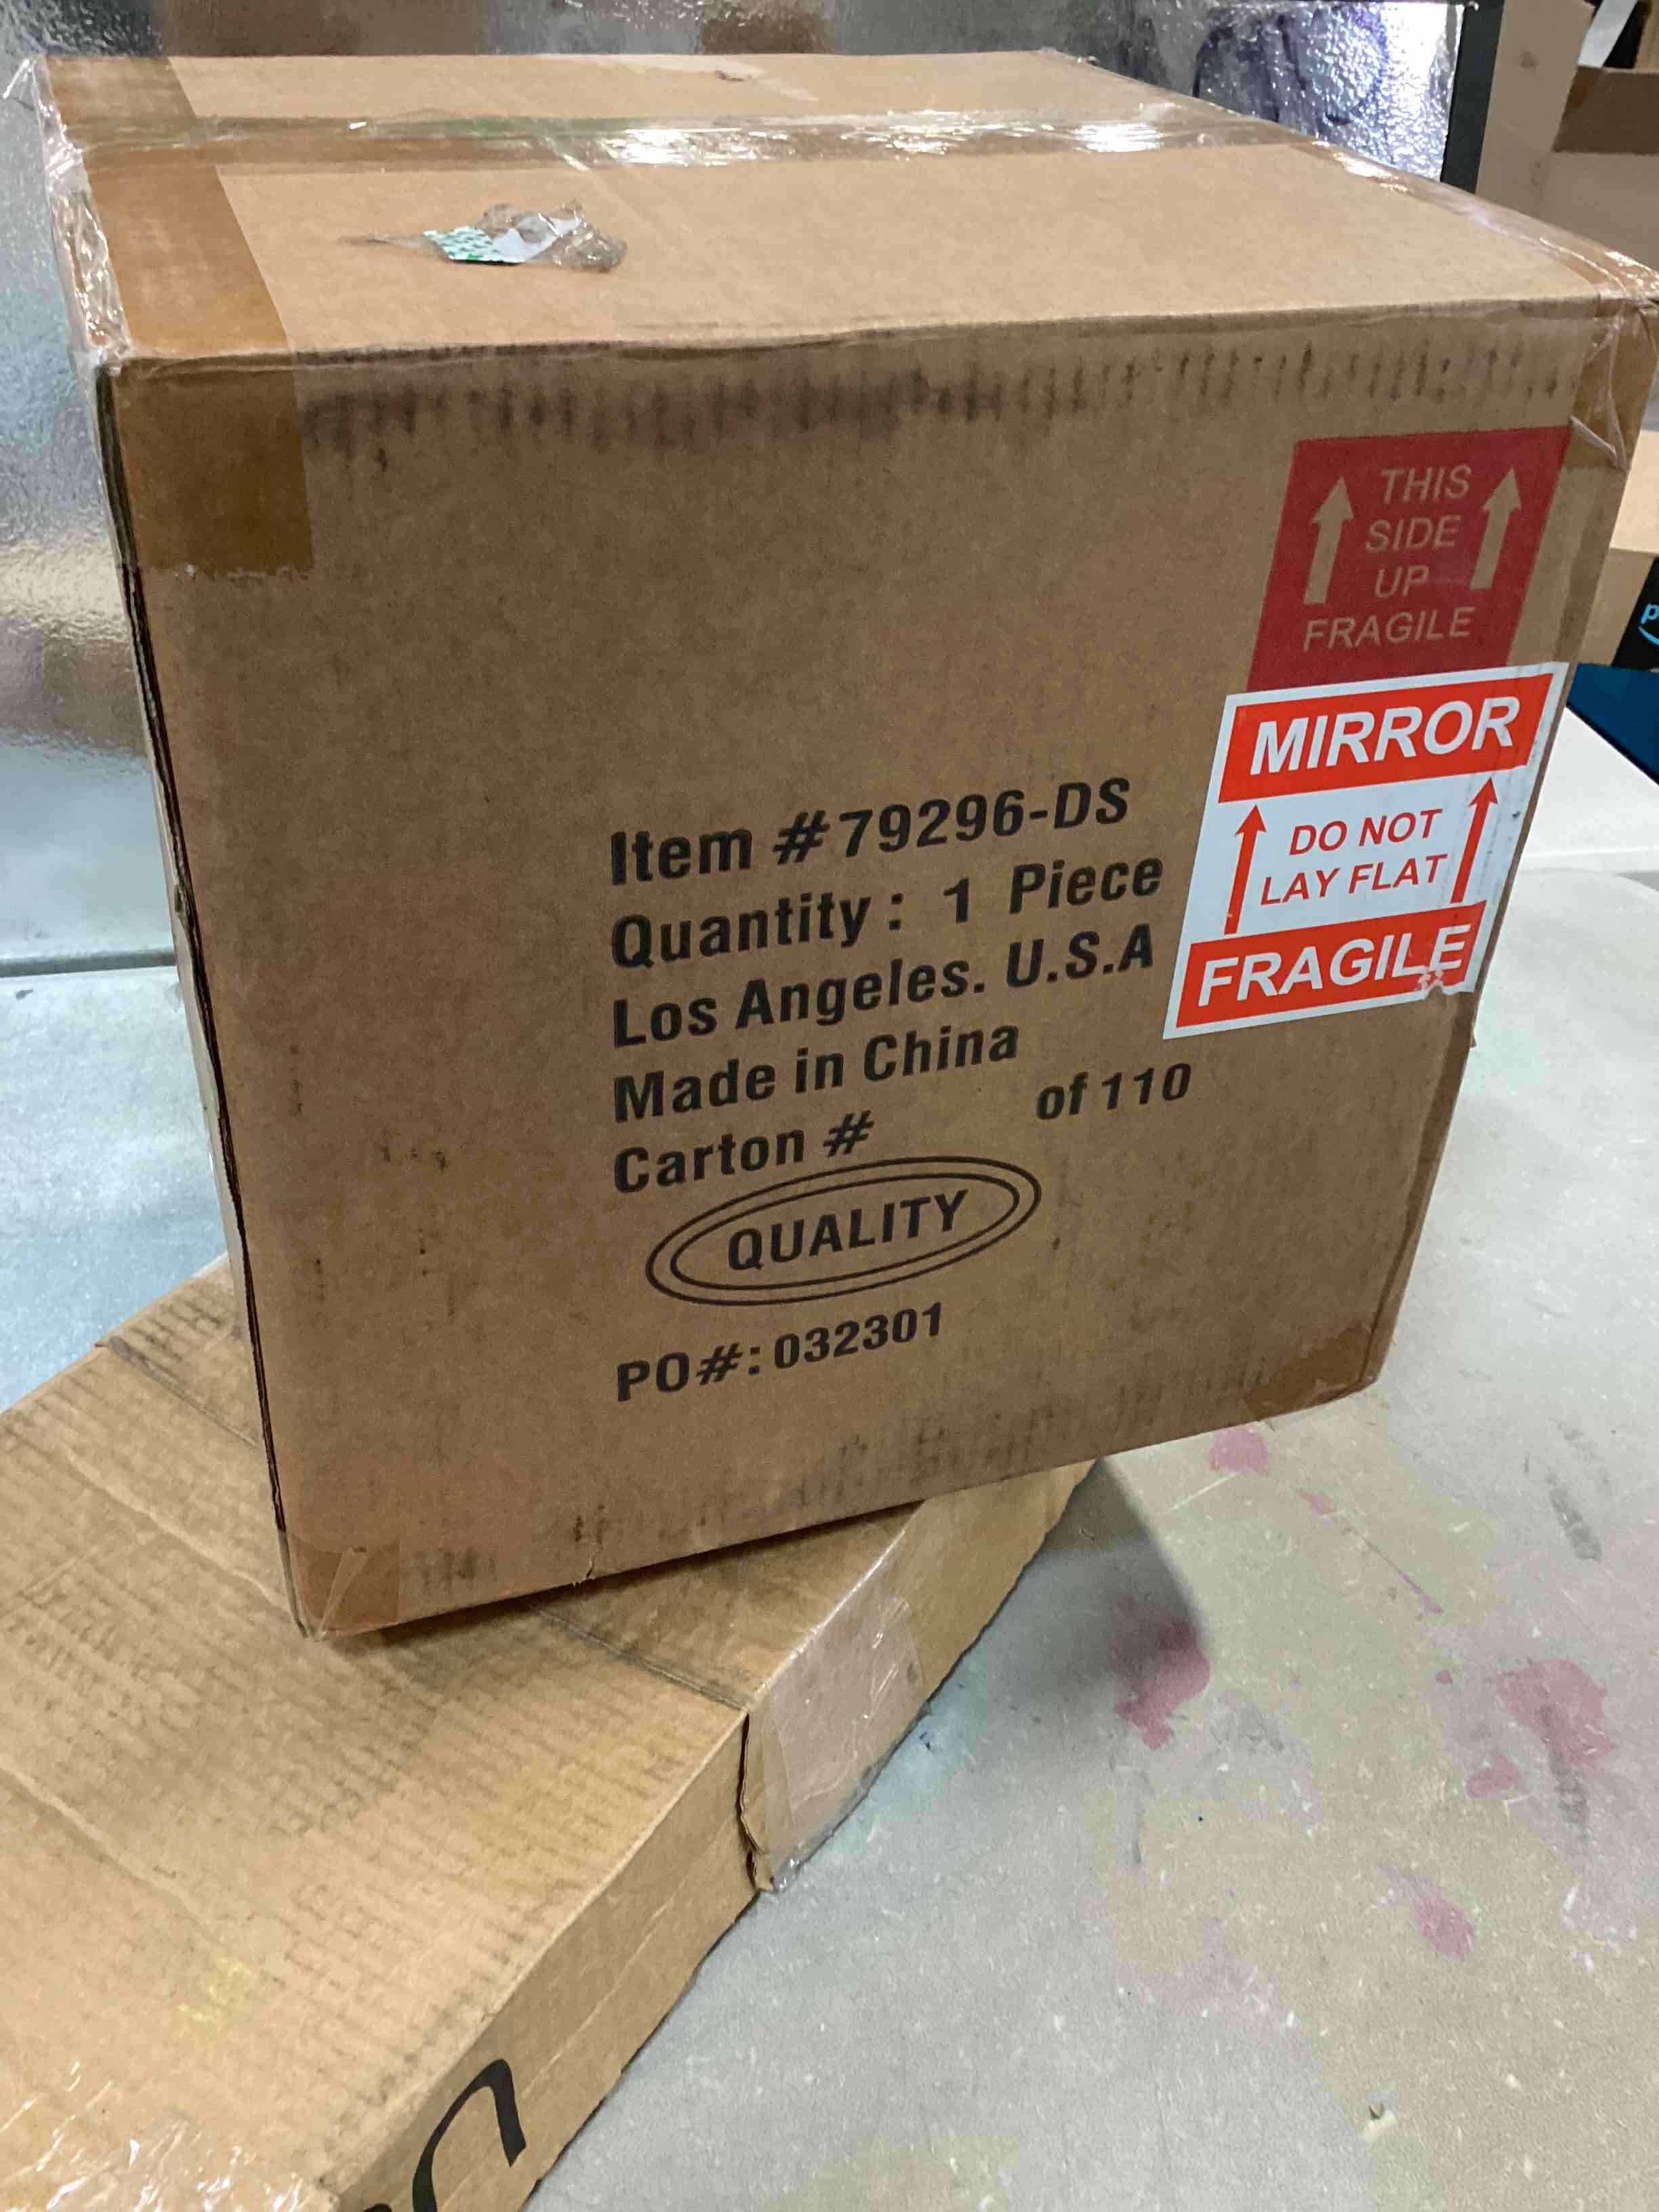 THIS
SIDE
UP
FRAGILE
MIRROR
DO NOT
LAY FLAT
FRAGILE
Item #79296-DS
Quantity : 1 Piece
Los Angeles. U.S.A
Made in China
Carton # of 110
QUALITY
PO#: 032301